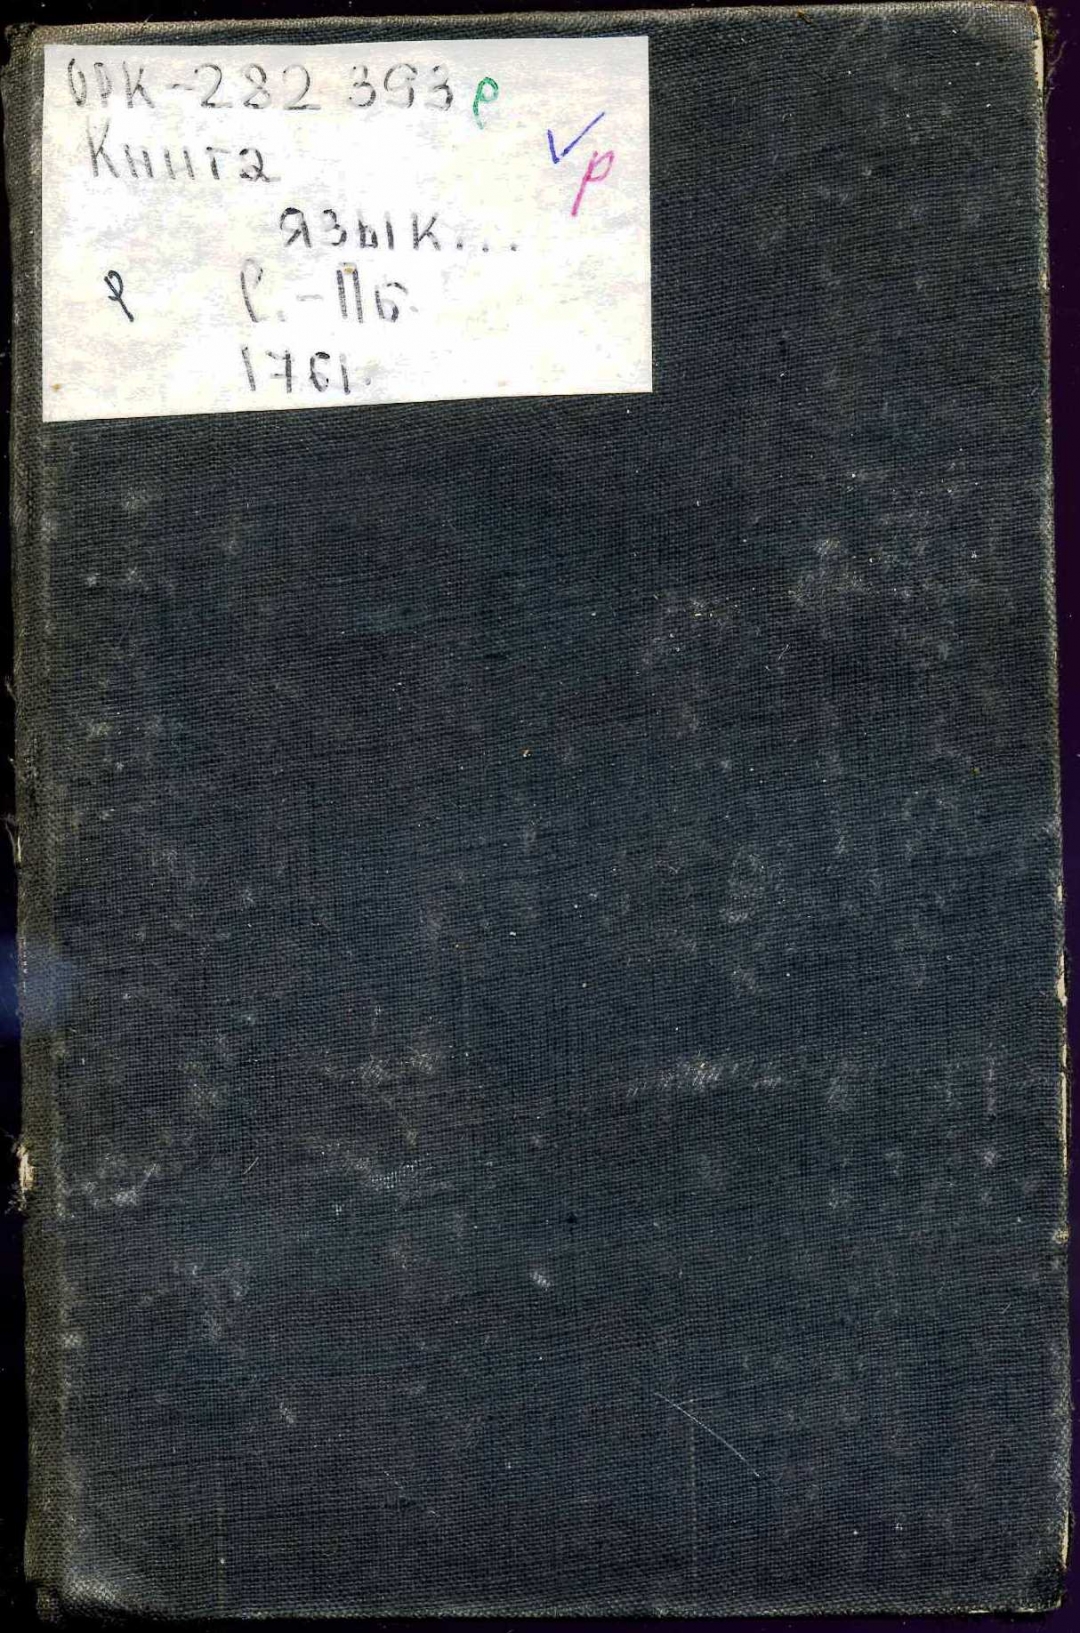 ОРК-282 393 р
Книга
р
язык...
р С.-Пб.
1761.